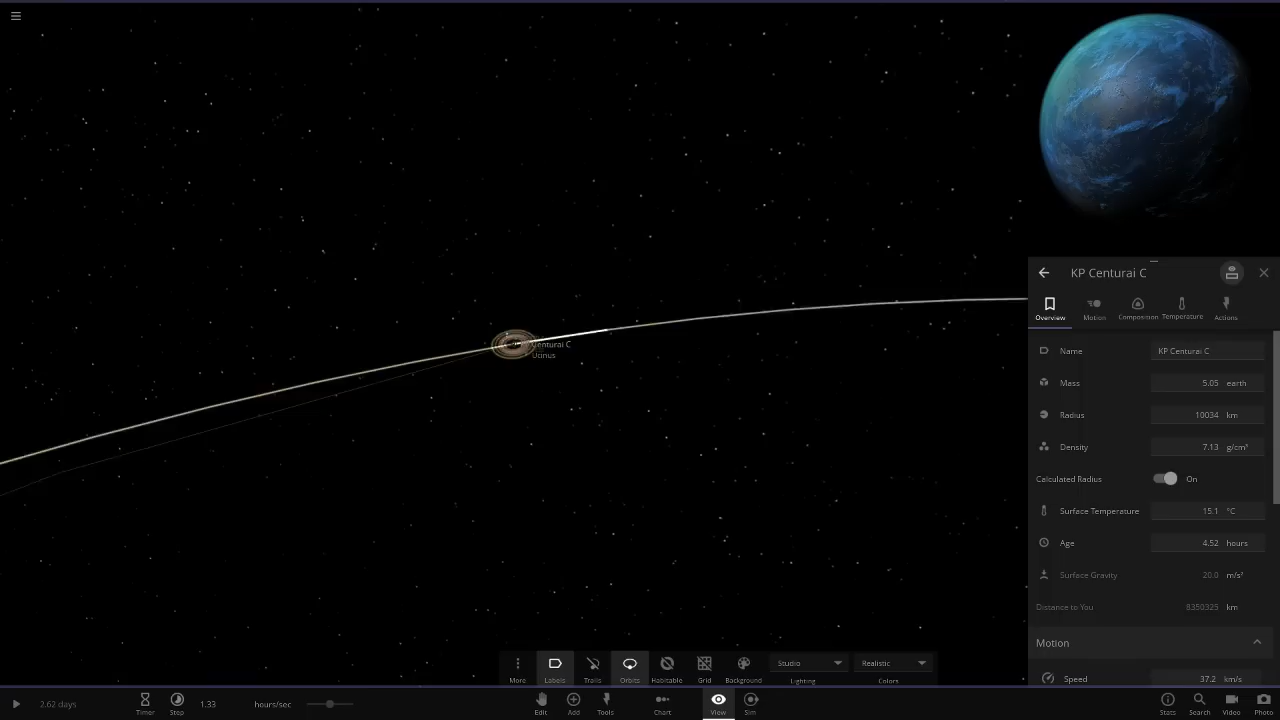 KP Centurai C
Overview
Motion
Composition
Temperature
Actions
Name
KP Centurai C
Mass
5.05 earth
Radius
10034 km
Density
7.13 g/cm³
Calculated Radius
On
Surface Temperature
15.1 °C
Age
4.52 hours
Surface Gravity
20.0 m/s²
Distance to You
8350325 km
Motion
Speed
37.2 km/s
Centurai C
More
Labels
Trails
Orbits
Habitable
Grid
Background
Studio
Lighting
Realistic
Colors
2.62 days
Timer
Step
1.33
hours/sec
Edit
Add
Tools
Chart
View
Sim
Stats
Search
Video
Photo